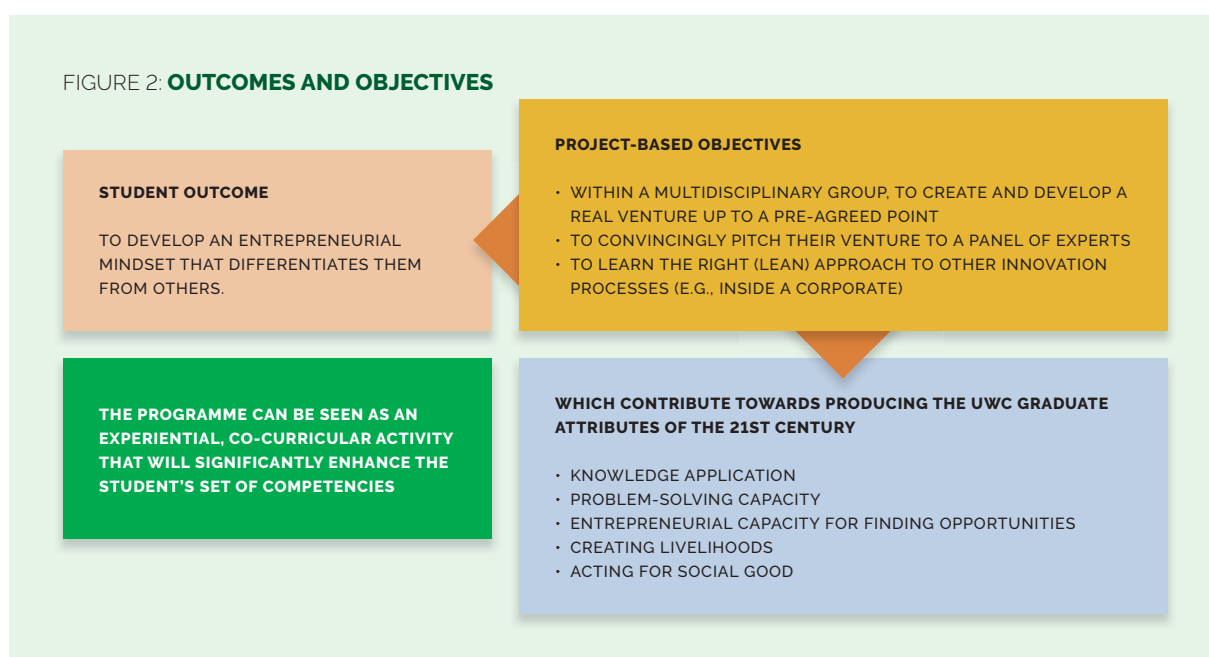 FIGURE 2: OUTCOMES AND OBJECTIVES
STUDENT OUTCOME
TO DEVELOP AN ENTREPRENEURIAL
MINDSET THAT DIFFERENTIATES THEM
FROM OTHERS.
PROJECT-BASED OBJECTIVES
• WITHIN A MULTIDISCIPLINARY GROUP, TO CREATE AND DEVELOP A
REAL VENTURE UP TO A PRE-AGREED POINT
• TO CONVINCINGLY PITCH THEIR VENTURE TO A PANEL OF EXPERTS
• TO LEARN THE RIGHT (LEAN) APPROACH TO OTHER INNOVATION
PROCESSES (E.G., INSIDE A CORPORATE)
THE PROGRAMME CAN BE SEEN AS AN
EXPERIENTIAL, CO-CURRICULAR ACTIVITY
THAT WILL SIGNIFICANTLY ENHANCE THE
STUDENT'S SET OF COMPETENCIES
WHICH CONTRIBUTE TOWARDS PRODUCING THE UWC GRADUATE
ATTRIBUTES OF THE 21ST CENTURY
• KNOWLEDGE APPLICATION
• PROBLEM-SOLVING CAPACITY
• ENTREPRENEURIAL CAPACITY FOR FINDING OPPORTUNITIES
• CREATING LIVELIHOODS
• ACTING FOR SOCIAL GOOD